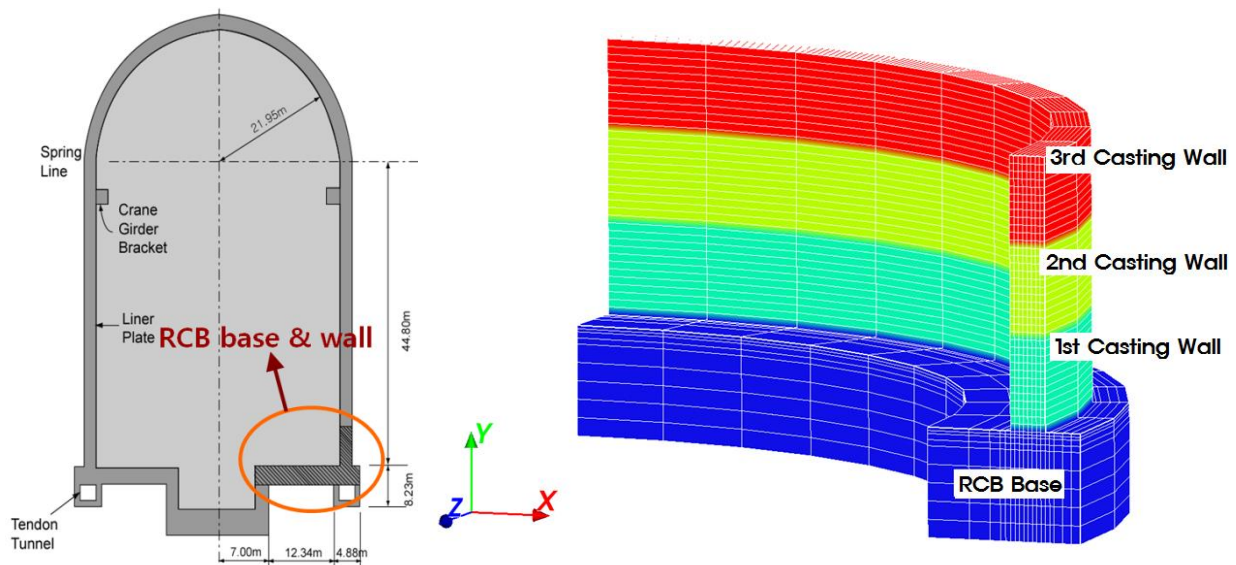 21.95m
Spring
Line
Crane
Girder
Bracket
Liner
Plate
44.80m
RCB base & wall
8.23m
Tendon
Tunnel
7.00m
12.34m
4.88m
Y
Z
X
3rd Casting Wall
2nd Casting Wall
1st Casting Wall
RCB Base